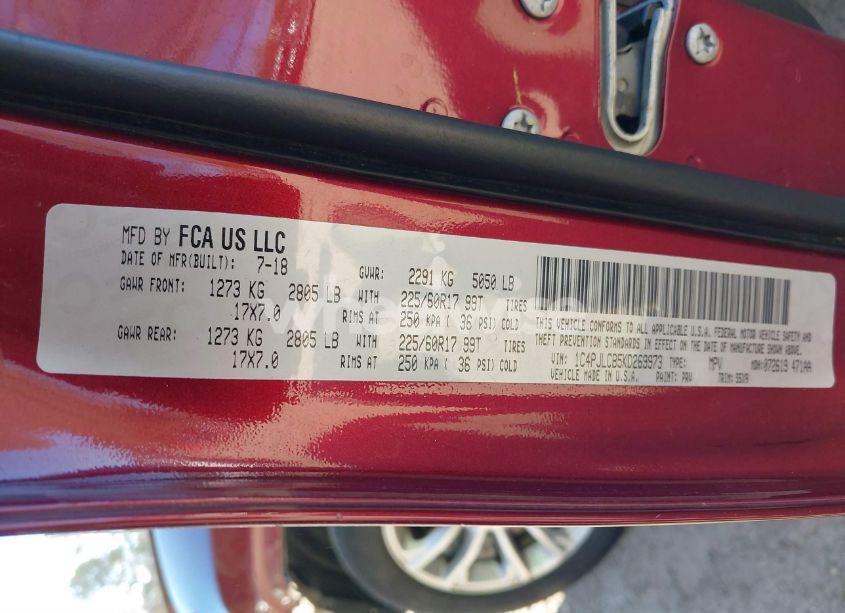 MFD BY FCA US LLC
DATE OF MFR(BUILT): 7-18 GVWR: 2291 KG 5050 LB
GAWR FRONT: 1273 KG 2805 LB WITH 225/60R17 99T TIRES
17X7.0 RIMS AT 250 KPA ( 36 PSI) COLD
GAWR REAR: 1273 KG 2805 LB WITH 225/60R17 99T TIRES
17X7.0 RIMS AT 250 KPA ( 36 PSI) COLD
THIS VEHICLE CONFORMS TO ALL APPLICABLE U.S.A. FEDERAL MOTOR VEHICLE SAFETY AND
THEFT PREVENTION STANDARDS IN EFFECT ON THE DATE OF MANUFACTURE SHOWN ABOVE.
VIN: 1C4PJLCB5KD269973 TYPE: MPV MDH: 072619 471AA
VEHICLE MADE IN U.S.A. PAINT: PRV TRIM: